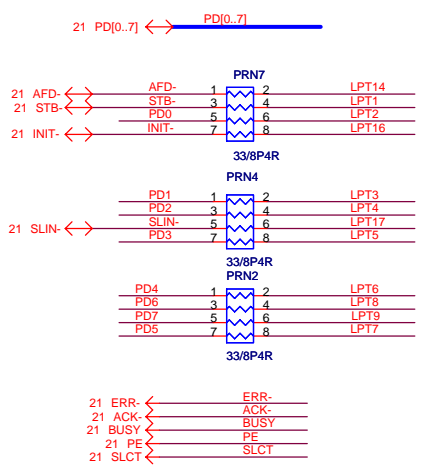 21 PD[0..7] PD[0..7]
PRN7
21 AFD- AFD- 1 2 LPT14
21 STB- STB- 3 4 LPT1
PD0 5 6 LPT2
21 INIT- INIT- 7 8 LPT16
33/8P4R
PRN4
PD1 1 2 LPT3
PD2 3 4 LPT4
21 SLIN- SLIN- 5 6 LPT17
PD3 7 8 LPT5
33/8P4R
PRN2
PD4 1 2 LPT6
PD6 3 4 LPT8
PD7 5 6 LPT9
PD5 7 8 LPT7
33/8P4R
21 ERR- ERR-
21 ACK- ACK-
21 BUSY BUSY
21 PE PE
21 SLCT SLCT